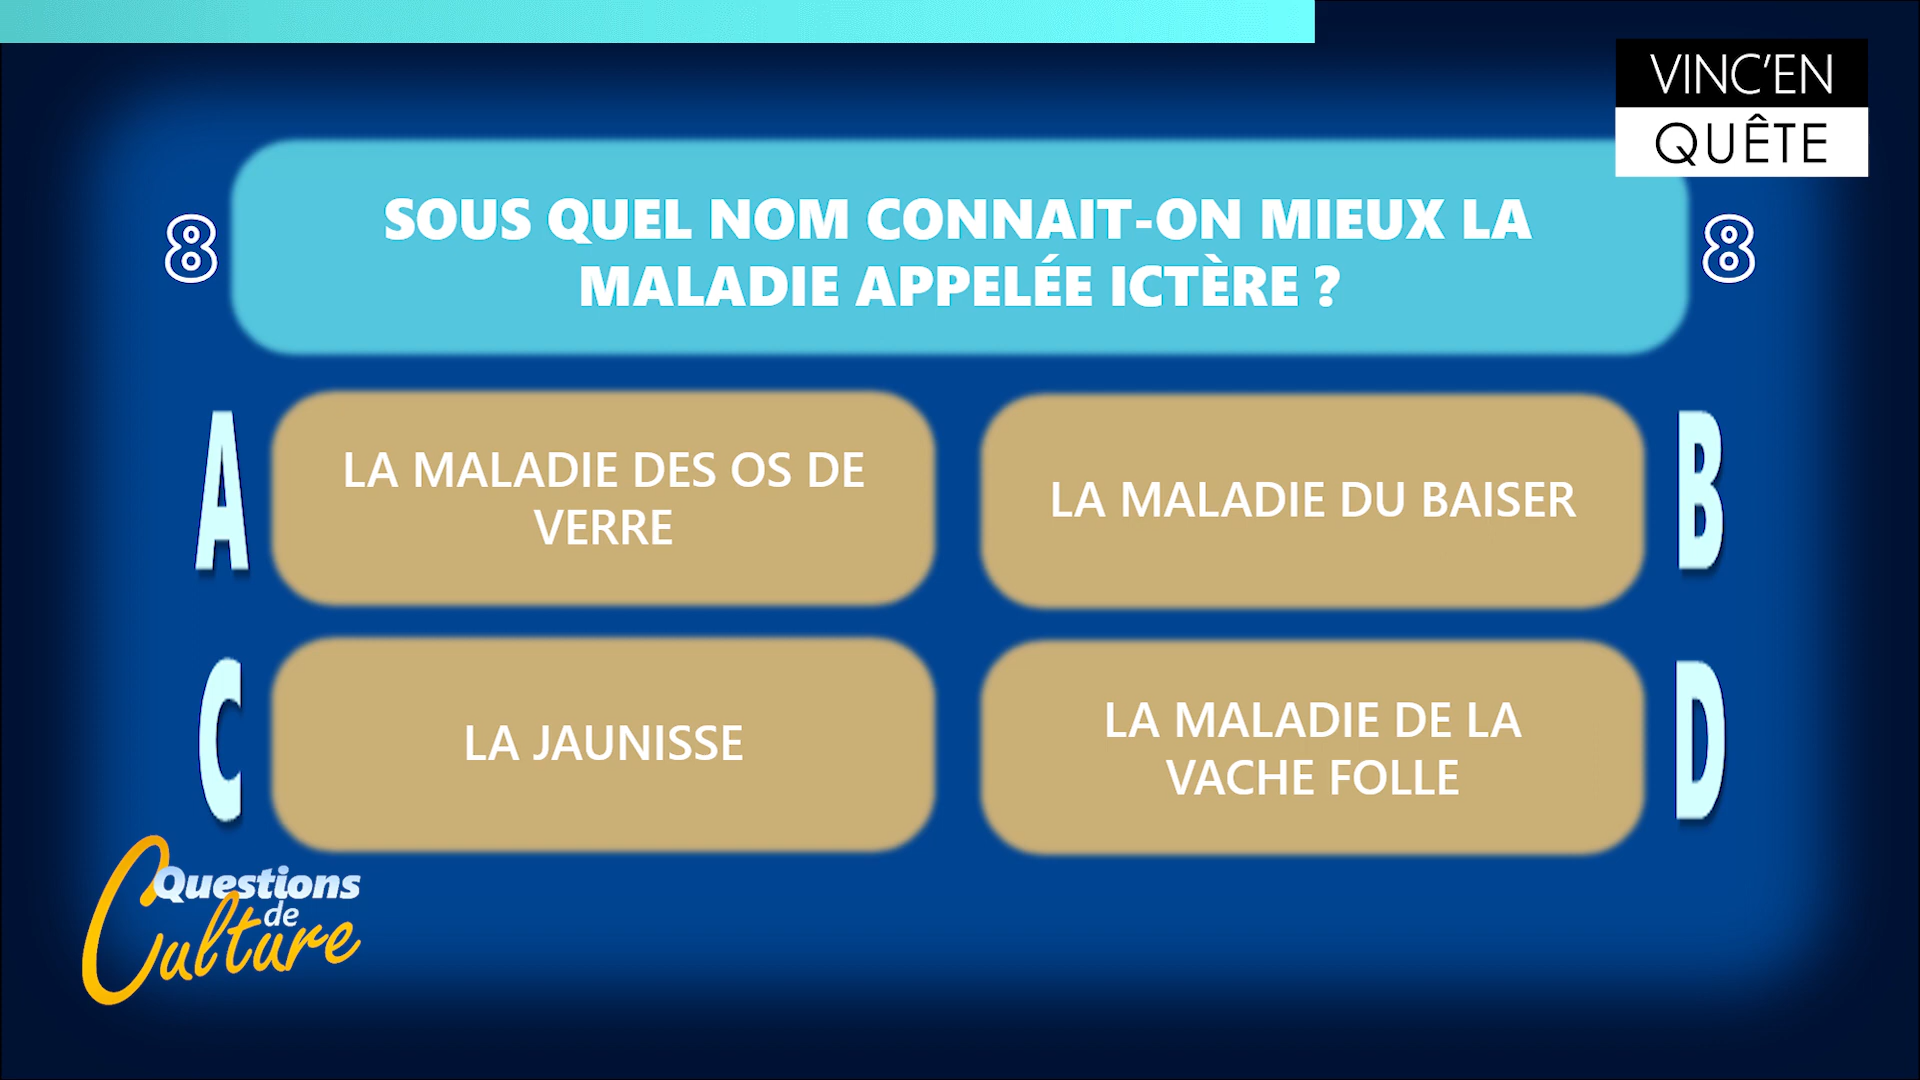 VINC'EN
QUÊTE
8
SOUS QUEL NOM CONNAIT-ON MIEUX LA
MALADIE APPELÉE ICTÈRE ?
8
A
LA MALADIE DES OS DE
VERRE
B
LA MALADIE DU BAISER
C
LA JAUNISSE
D
LA MALADIE DE LA
VACHE FOLLE
Questions
de
Culture